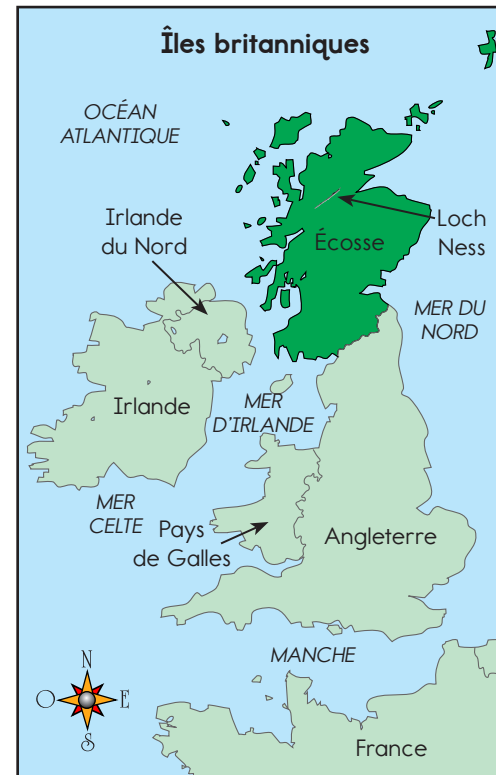 Îles britanniques
OCÉAN
ATLANTIQUE
Irlande
du Nord
Loch
Ness
Écosse
MER DU
NORD
Irlande
MER
D'IRLANDE
MER
CELTE
Pays
de Galles
Angleterre
MANCHE
N
O
E
S
France